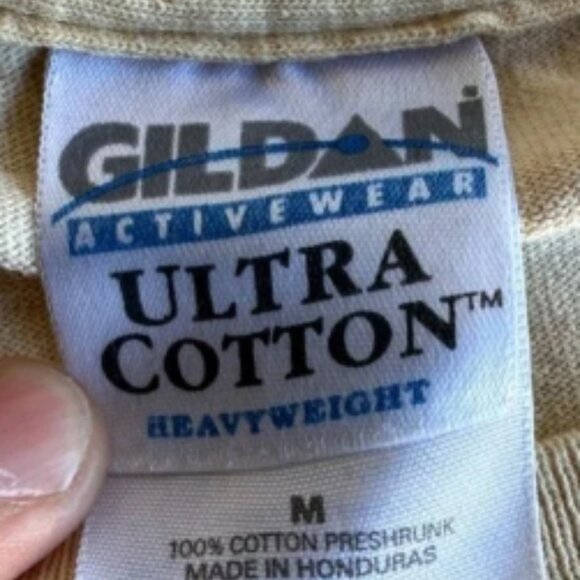 GILDAN
ACTIVEWEAR
ULTRA
COTTON™
HEAVYWEIGHT
M
100% COTTON PRESHRUNK
MADE IN HONDURAS